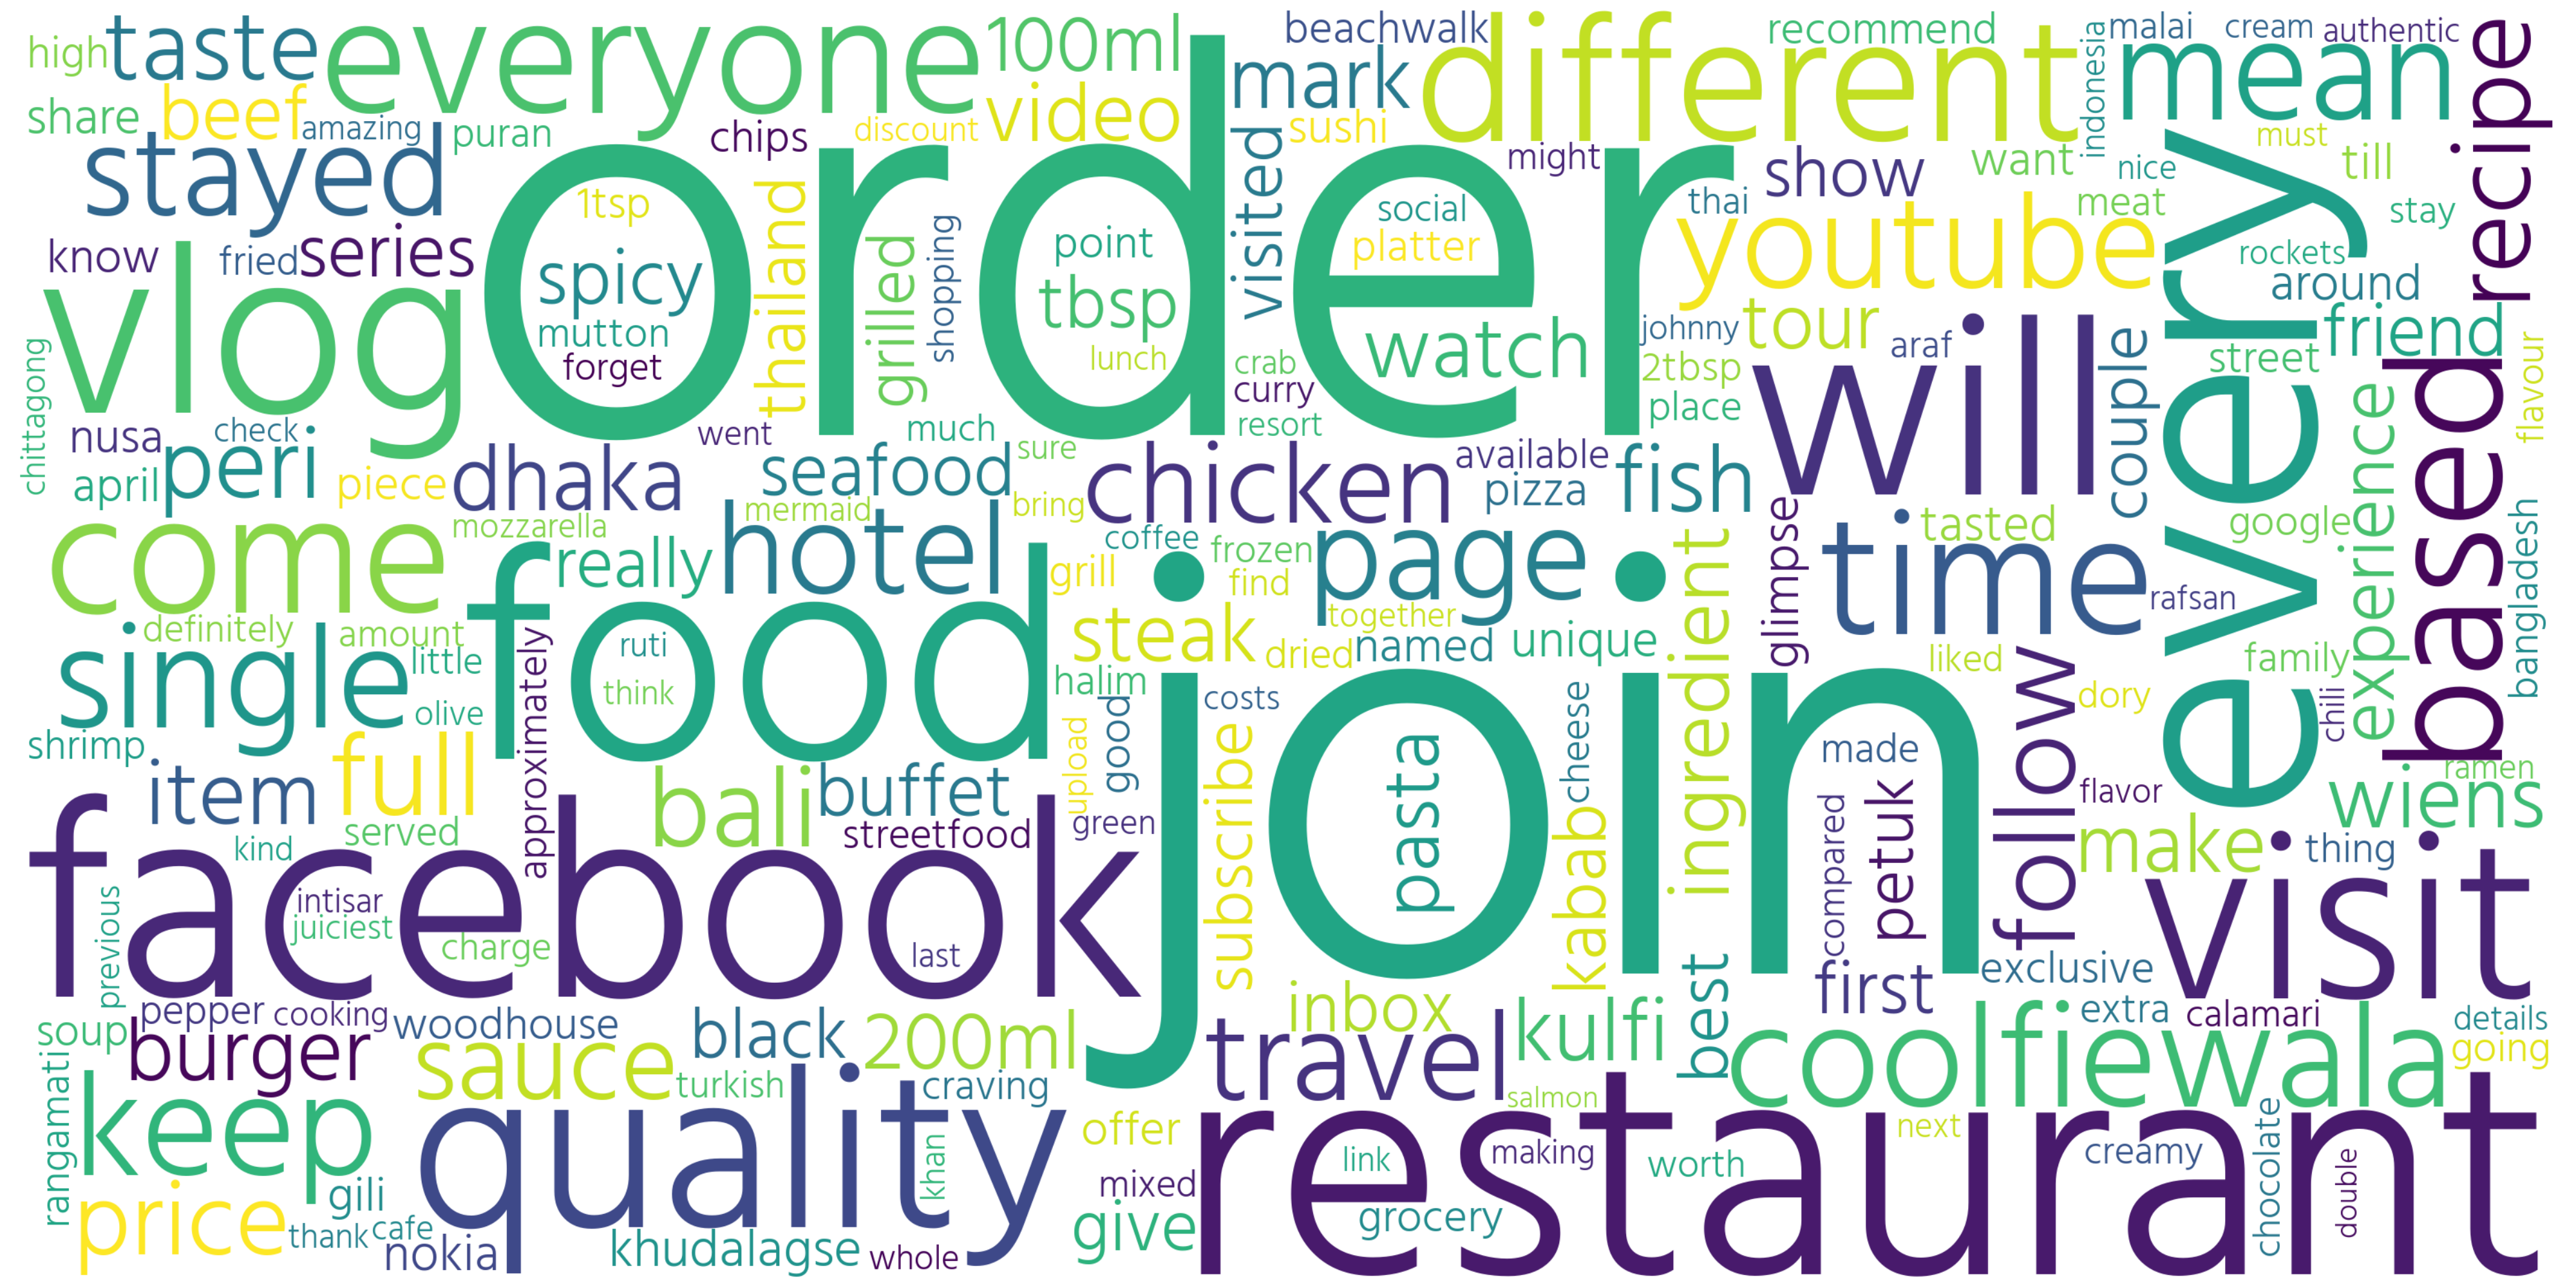 high
taste
everyone
100ml
beachwalk
different
recommend
malai
cream
authentic
share
beef
amazing
puran
chips
discount
video
mark
sushi
indonesia
mean
recipe
stayed
might
show
want
must
nice
till
order
1tsp
spicy
mutton
forget
thailand
grilled
shopping
point
tbsp
lunch
visited
social
platter
watch
thai
youtube
meat
stay
rockets
around
know
fried
series
vlog
crab
curry
resort
johnny
tour
araf
2tbsp
place
will
couple
every
street
friend
flavour
chittagong
nusa
check
april
peri
piece
dhaka
went
much
seafood
sure
chicken
available
pizza
fish
experience
based
come
mozzarella
mermaid
bring
hotel
really
food
coffee
frozen
grill
find
page
ingredient
glimpse
time
tasted
google
bangladesh
rafsan
definitely
amount
single
little
olive
shrimp
approximately
ruti
think
steak
together
dried
named
unique
halim
liked
family
dory
chili
join
costs
good
upload
subscribe
pasta
cheese
kabab
made
follow
item
full
bali
buffet
streetfood
green
served
kind
compared
petuk
flavor
make
ramen
wiens
thing
facebook
intisar
juiciest
charge
last
previous
best
first
exclusive
visit
pepper
cooking
woodhouse
black
200ml
inbox
kulfi
travel
coolfiewala
extra
calamari
details
going
soup
burger
sauce
turkish
craving
salmon
rangamati
keep
quality
khan
offer
restaurant
link
making
worth
next
creamy
chocolate
double
gili
price
thank
cafe
nokia
khudalagse
whole
mixed
give
grocery